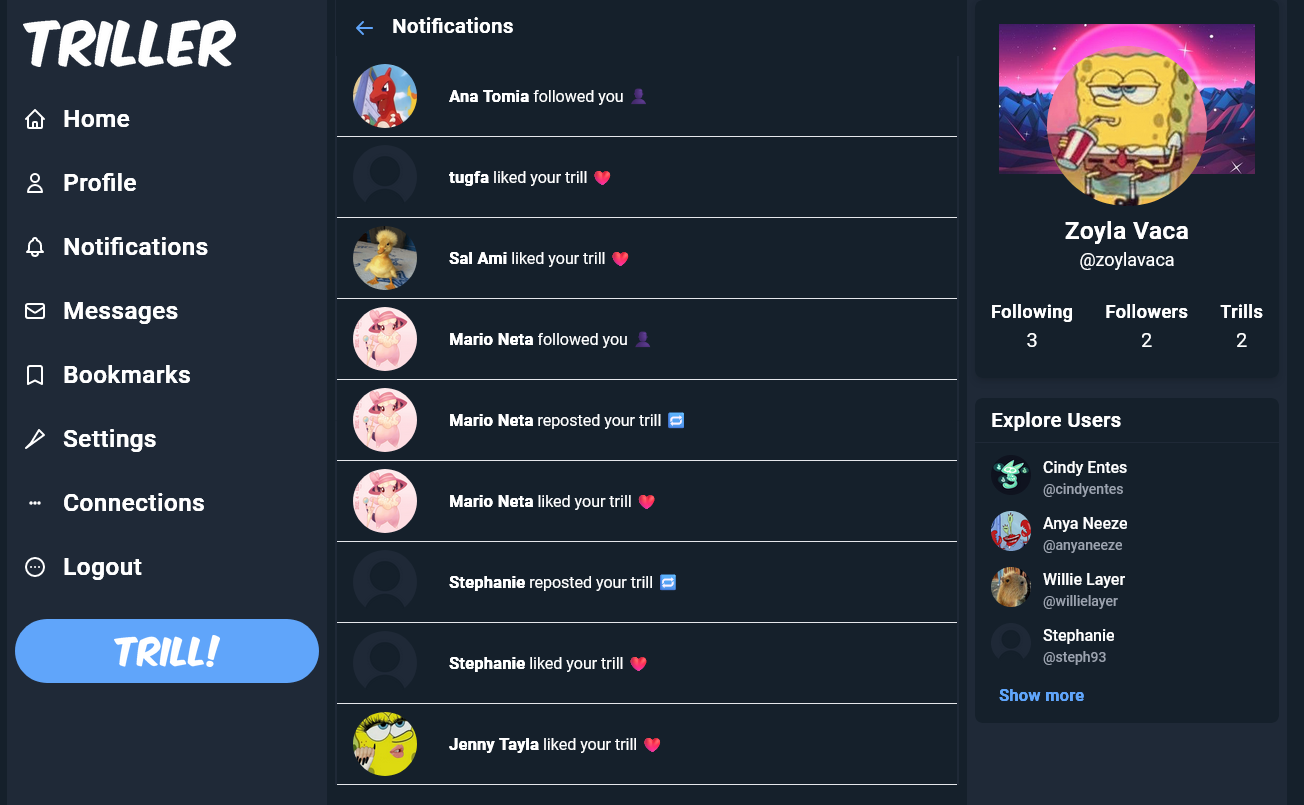 TRILLER
Home
Profile
Notifications
Messages
Bookmarks
Settings
Connections
Logout
TRILL!
Notifications
Ana Tomia followed you 👤
tugfa liked your trill ❤️
Sal Ami liked your trill ❤️
Mario Neta followed you 👤
Mario Neta reposted your trill 🔁
Mario Neta liked your trill ❤️
Stephanie reposted your trill 🔁
Stephanie liked your trill ❤️
Jenny Tayla liked your trill ❤️
Zoyla Vaca
@zoylavaca
Following Followers Trills
3 2 2
Explore Users
Cindy Entes
@cindyentes
Anya Neeze
@anyaneeze
Willie Layer
@willielayer
Stephanie
@steph93
Show more